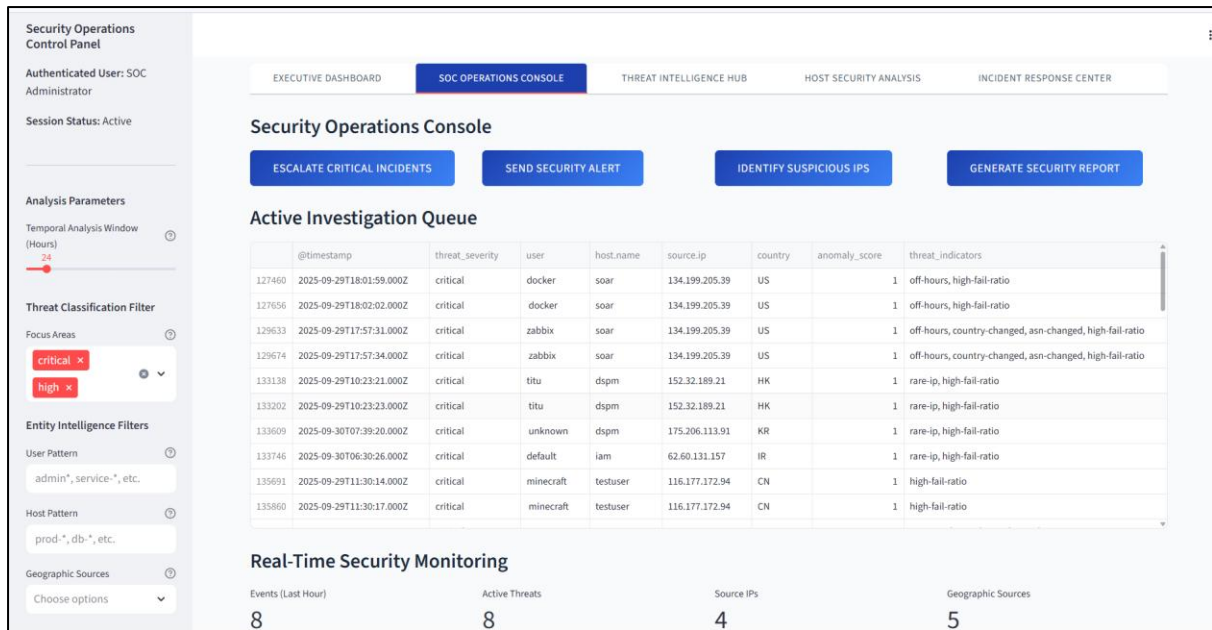 Security Operations
Control Panel
Authenticated User: SOC
Administrator
Session Status: Active
Analysis Parameters
Temporal Analysis Window
(Hours)
24
Threat Classification Filter
Focus Areas
critical ×
high ×
Entity Intelligence Filters
User Pattern
admin*, service-*, etc.
Host Pattern
prod-*, db-*, etc.
Geographic Sources
Choose options
EXECUTIVE DASHBOARD SOC OPERATIONS CONSOLE THREAT INTELLIGENCE HUB HOST SECURITY ANALYSIS INCIDENT RESPONSE CENTER
Security Operations Console
ESCALATE CRITICAL INCIDENTS SEND SECURITY ALERT IDENTIFY SUSPICIOUS IPS GENERATE SECURITY REPORT
Active Investigation Queue
@timestamp threat_severity user host.name source.ip country anomaly_score threat_indicators
127460 2025-09-29T18:01:59.000Z critical docker soar 134.199.205.39 US 1 off-hours, high-fail-ratio
127656 2025-09-29T18:02:02.000Z critical docker soar 134.199.205.39 US 1 off-hours, high-fail-ratio
129633 2025-09-29T17:57:31.000Z critical zabbix soar 134.199.205.39 US 1 off-hours, country-changed, asn-changed, high-fail-ratio
129674 2025-09-29T17:57:34.000Z critical zabbix soar 134.199.205.39 US 1 off-hours, country-changed, asn-changed, high-fail-ratio
133138 2025-09-29T10:23:21.000Z critical titu dspm 152.32.189.21 HK 1 rare-ip, high-fail-ratio
133202 2025-09-29T10:23:23.000Z critical titu dspm 152.32.189.21 HK 1 rare-ip, high-fail-ratio
133609 2025-09-30T07:39:20.000Z critical unknown dspm 175.206.113.91 KR 1 rare-ip, high-fail-ratio
133746 2025-09-30T06:30:26.000Z critical default iam 62.60.131.157 IR 1 rare-ip, high-fail-ratio
135691 2025-09-29T11:30:14.000Z critical minecraft testuser 116.177.172.94 CN 1 high-fail-ratio
135860 2025-09-29T11:30:17.000Z critical minecraft testuser 116.177.172.94 CN 1 high-fail-ratio
Real-Time Security Monitoring
Events (Last Hour) Active Threats Source IPs Geographic Sources
8 8 4 5